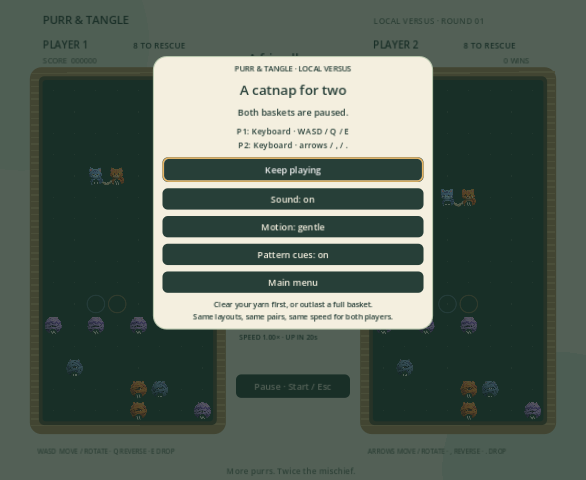 PURR & TANGLE
LOCAL VERSUS · ROUND 01
PLAYER 1
8 TO RESCUE
PLAYER 2
8 TO RESCUE
SCORE 000000
0 WINS
PURR & TANGLE · LOCAL VERSUS
A catnap for two
Both baskets are paused.
P1: Keyboard · WASD / Q / E
P2: Keyboard · arrows / , / .
Keep playing
Sound: on
Motion: gentle
Pattern cues: on
Main menu
Clear your yarn first, or outlast a full basket.
Same layouts, same pairs, same speed for both players.
SPEED 1.00× · UP IN 20s
Pause · Start / Esc
WASD MOVE / ROTATE · Q REVERSE · E DROP
ARROWS MOVE / ROTATE · , REVERSE · . DROP
More purrs. Twice the mischief.